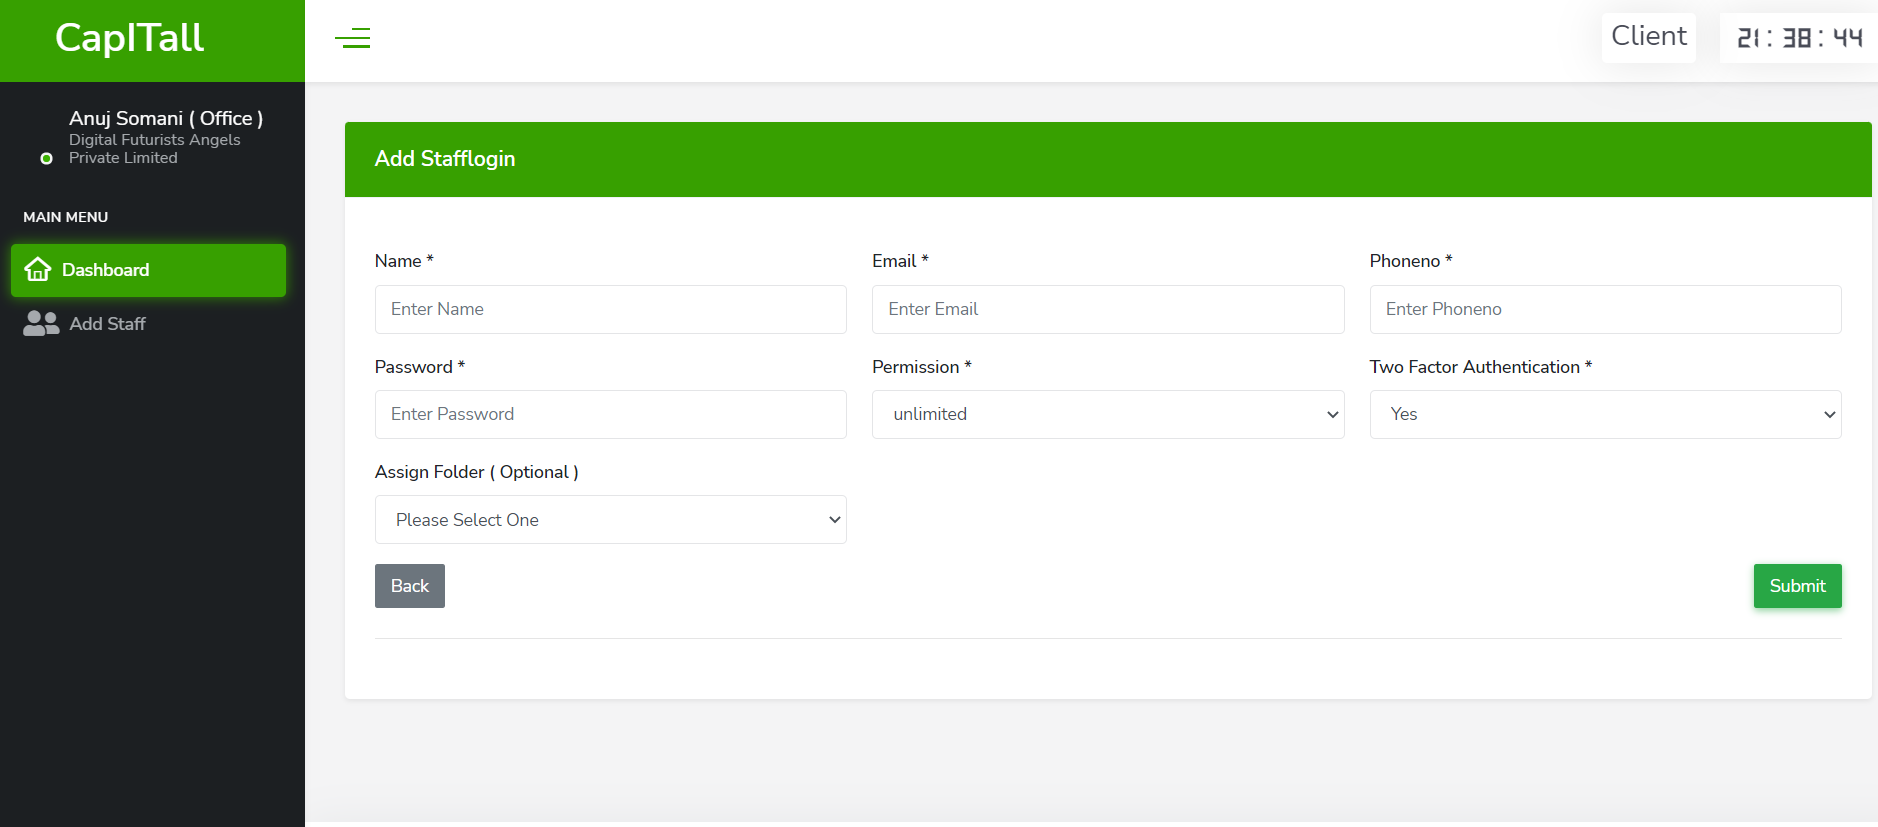 CapITall
Client
21:38:44
Anuj Somani ( Office )
Digital Futurists Angels
Private Limited
MAIN MENU
Dashboard
Add Staff
Add Stafflogin
Name *
Email *
Phoneno *
Enter Name
Enter Email
Enter Phoneno
Password *
Permission *
Two Factor Authentication *
Enter Password
unlimited
Yes
Assign Folder ( Optional )
Please Select One
Back
Submit